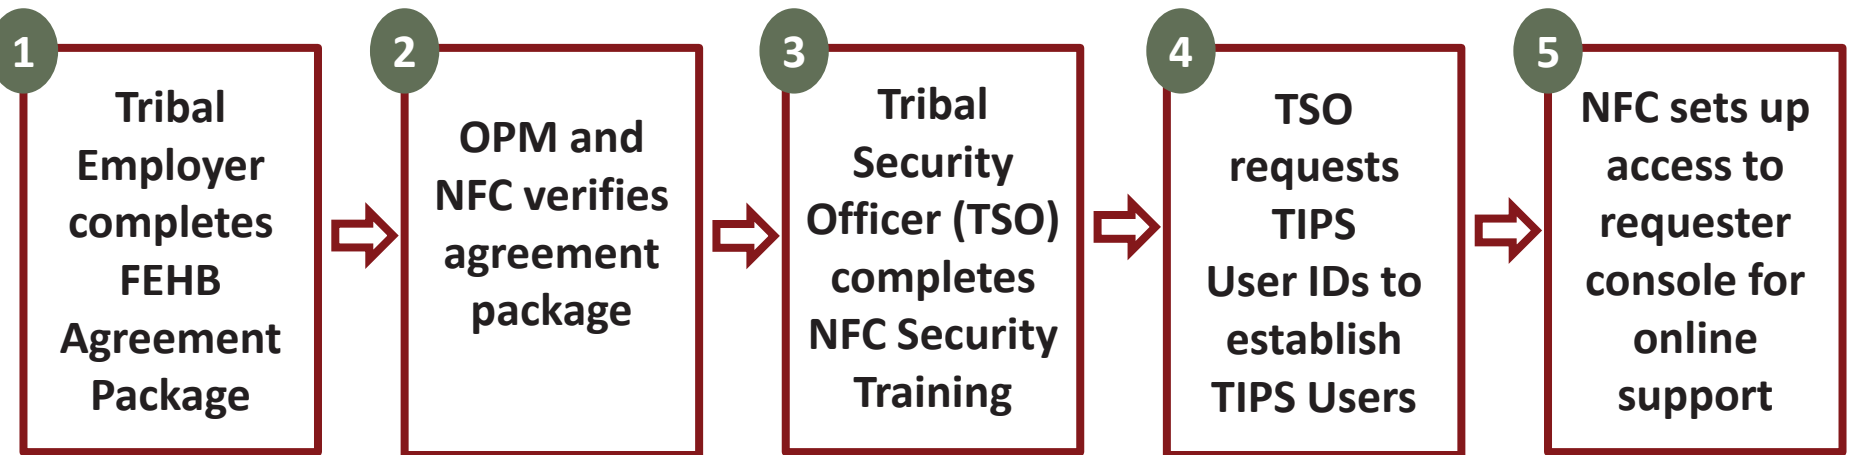 1
Tribal
Employer
completes
FEHB
Agreement
Package
2
OPM and
NFC verifies
agreement
package
3
Tribal
Security
Officer (TSO)
completes
NFC Security
Training
4
TSO
requests
TIPS
User IDs to
establish
TIPS Users
5
NFC sets up
access to
requester
console for
online
support